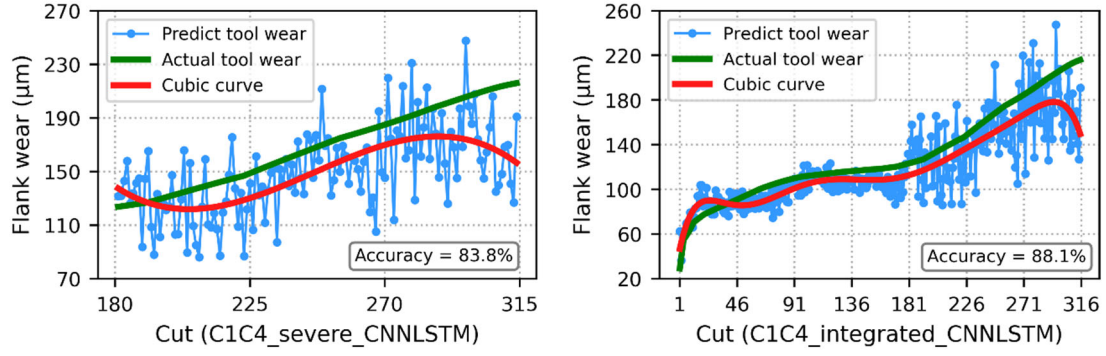 270
230
190
150
110
70
Flank wear (μm)
Predict tool wear
Actual tool wear
Cubic curve
Accuracy = 83.8%
180 225 270 315
Cut (C1C4_severe_CNNLSTM)
260
220
180
140
100
60
20
Flank wear (μm)
Predict tool wear
Actual tool wear
Cubic curve
Accuracy = 88.1%
1 46 91 136 181 226 271 316
Cut (C1C4_integrated_CNNLSTM)